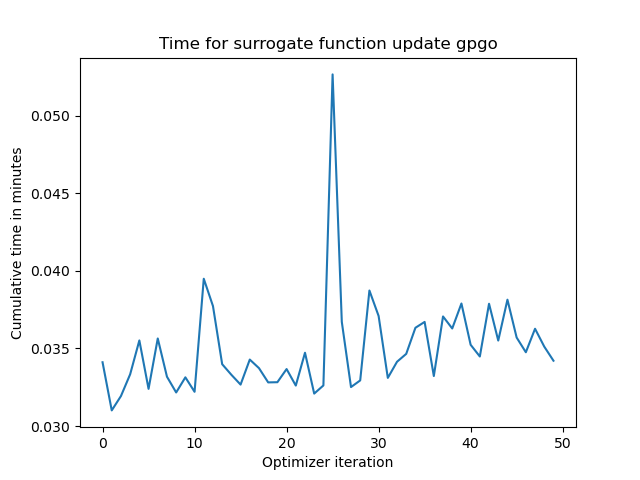 Time for surrogate function update gpgo
Cumulative time in minutes
0.050
0.045
0.040
0.035
0.030
0 10 20 30 40 50
Optimizer iteration